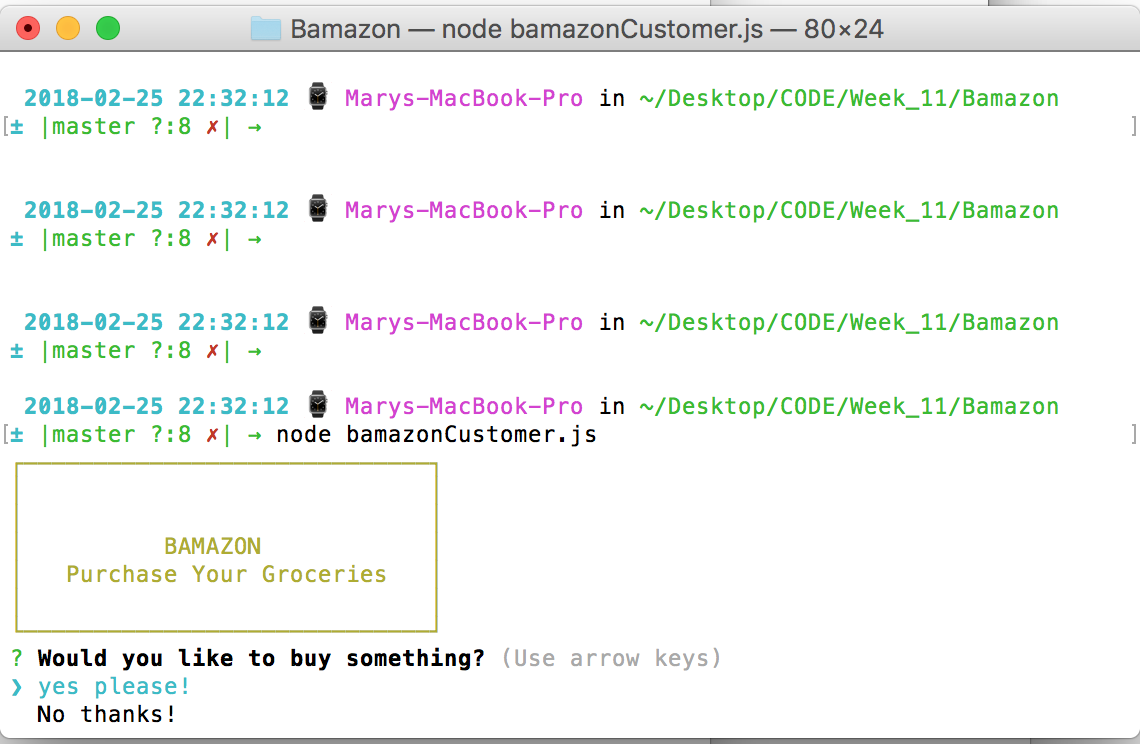 Bamazon — node bamazonCustomer.js — 80×24
2018-02-25 22:32:12 ⌚ Marys-MacBook-Pro in ~/Desktop/CODE/Week_11/Bamazon
[± |master ?:8 ✗| → ]
2018-02-25 22:32:12 ⌚ Marys-MacBook-Pro in ~/Desktop/CODE/Week_11/Bamazon
± |master ?:8 ✗| →
2018-02-25 22:32:12 ⌚ Marys-MacBook-Pro in ~/Desktop/CODE/Week_11/Bamazon
± |master ?:8 ✗| →
2018-02-25 22:32:12 ⌚ Marys-MacBook-Pro in ~/Desktop/CODE/Week_11/Bamazon
[± |master ?:8 ✗| → node bamazonCustomer.js ]
BAMAZON
Purchase Your Groceries
? Would you like to buy something? (Use arrow keys)
❯ yes please!
No thanks!